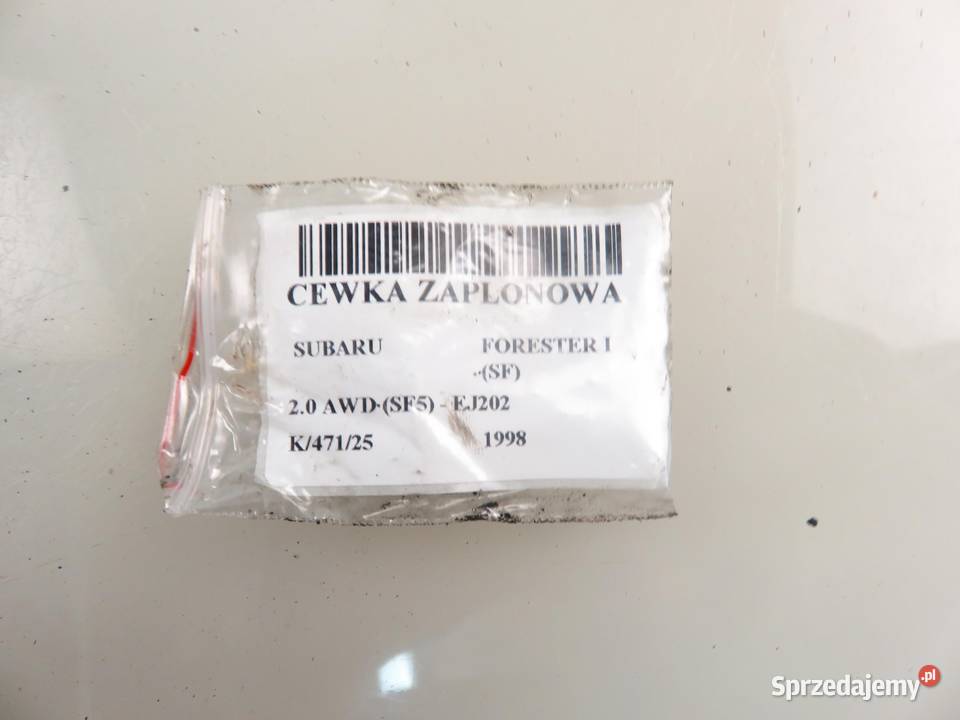 CEWKA ZAPLONOWA
SUBARU FORESTER I
(SF)
2.0 AWD (SF5) - EJ202
K/471/25 1998
Sprzedajemy.pl